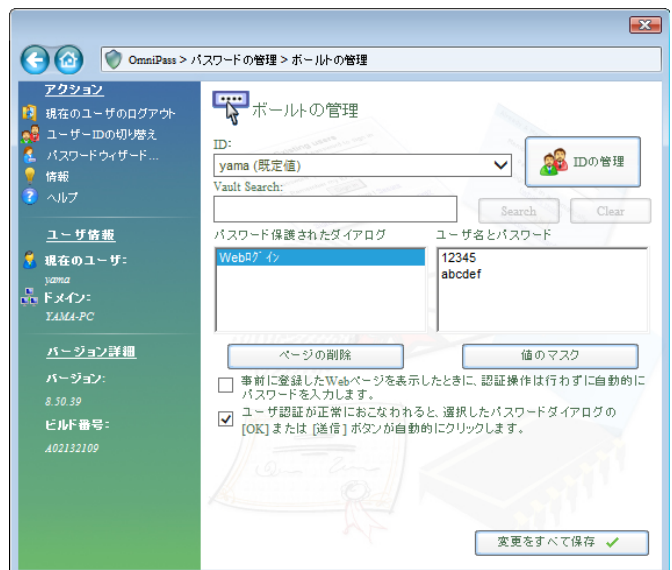 OmniPass > パスワードの管理 > ボールトの管理
アクション
現在のユーザのログアウト
ユーザーIDの切り替え
パスワードウィザード...
情報
ヘルプ
ユーザ情報
現在のユーザ:
yama
ドメイン:
YAMA-PC
バージョン詳細
バージョン:
8.50.39
ビルド番号:
A02132109
ボールトの管理
ID:
yama (既定値)
IDの管理
Vault Search:
Search
Clear
パスワード保護されたダイアログ
ユーザ名とパスワード
Webログイン
12345
abcdef
ページの削除
値のマスク
事前に登録したWebページを表示したときに、認証操作は行わずに自動的に
パスワードを入力します。
ユーザ認証が正常におこなわれると、選択したパスワードダイアログの
[OK] または [送信] ボタンが自動的にクリックします。
変更をすべて保存